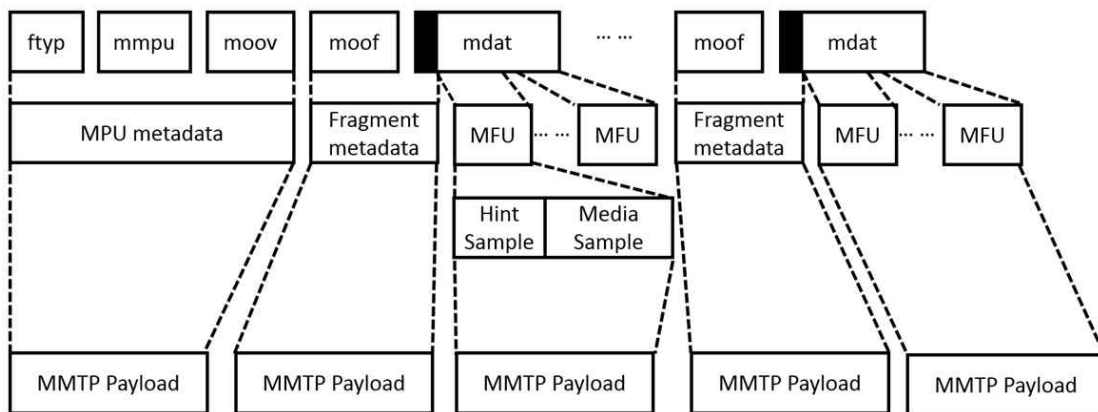 ftyp mmpu moov moof mdat ... ... moof mdat
MPU metadata Fragment metadata MFU ... ... MFU Fragment metadata MFU ... ... MFU
Hint Sample Media Sample
MMTP Payload MMTP Payload MMTP Payload MMTP Payload MMTP Payload